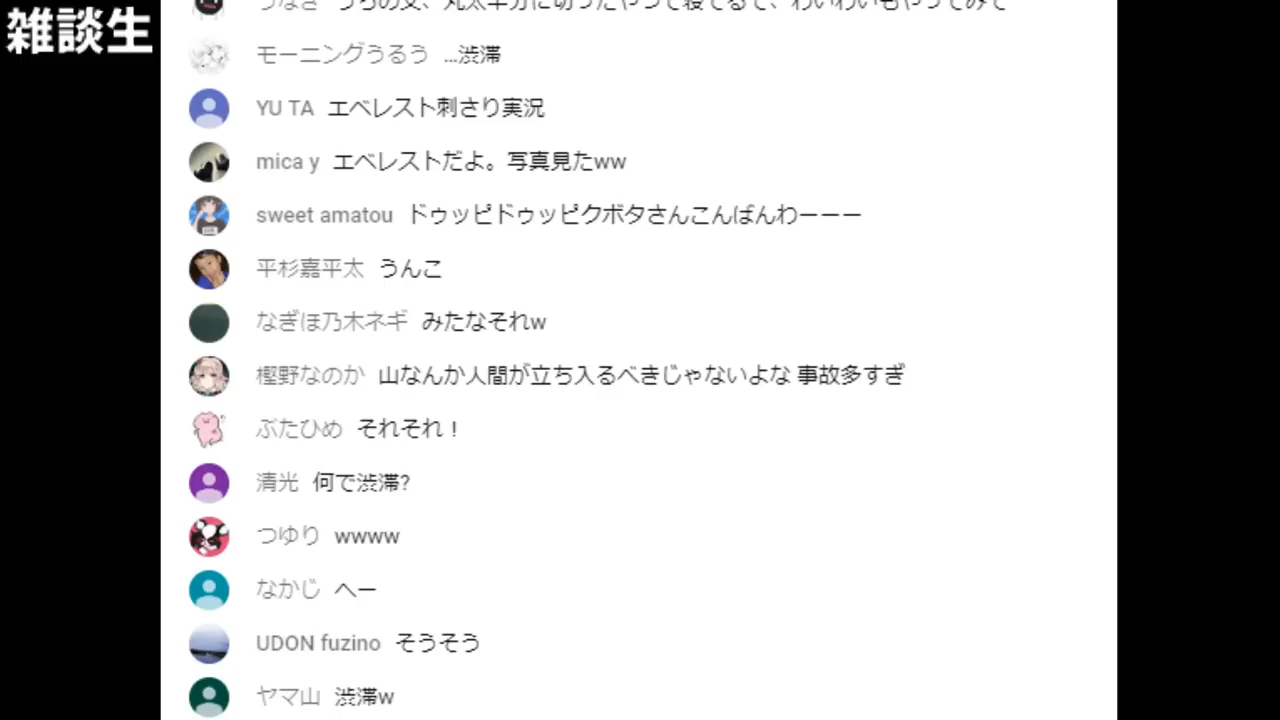 雑談生
モーニングうるう …渋滞
YU TA エベレスト刺さり実況
mica y エベレストだよ。写真見たww
sweet amatou ドゥッピドゥッピクボタさんこんばんわーーー
平杉嘉平太 うんこ
なぎほ乃木ネギ みたなそれw
樫野なのか 山なんか人間が立ち入るべきじゃないよな 事故多すぎ
ぶたひめ それそれ！
清光 何で渋滞?
つゆり wwww
なかじ へー
UDON fuzino そうそう
ヤマ山 渋滞w